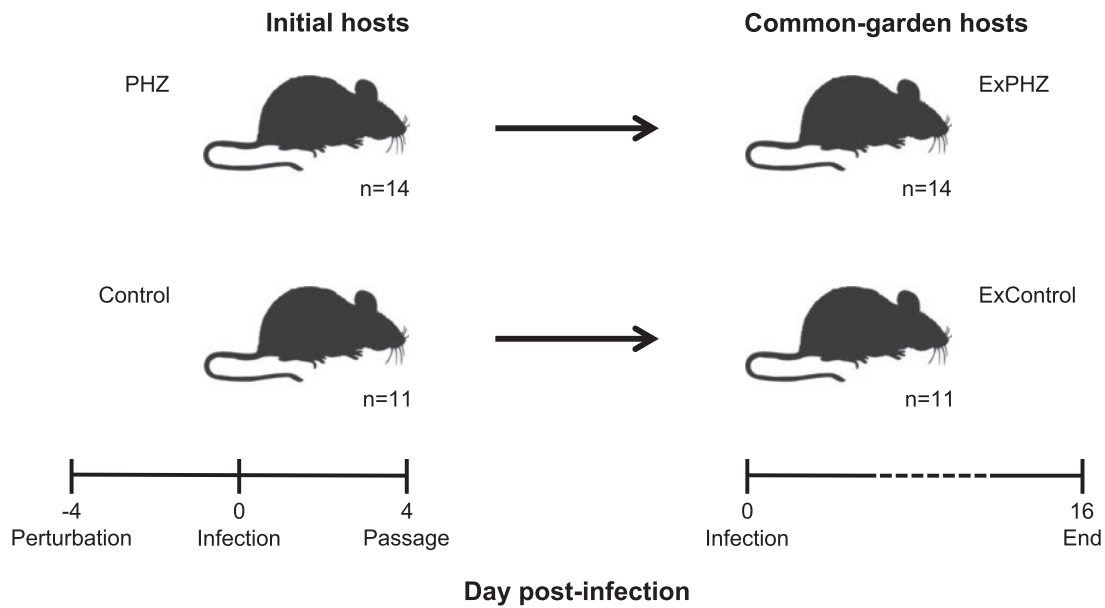 Initial hosts
Common-garden hosts
PHZ
ExPHZ
n=14
n=14
Control
ExControl
n=11
n=11
-4
0
4
0
16
Perturbation
Infection
Passage
Infection
End
Day post-infection